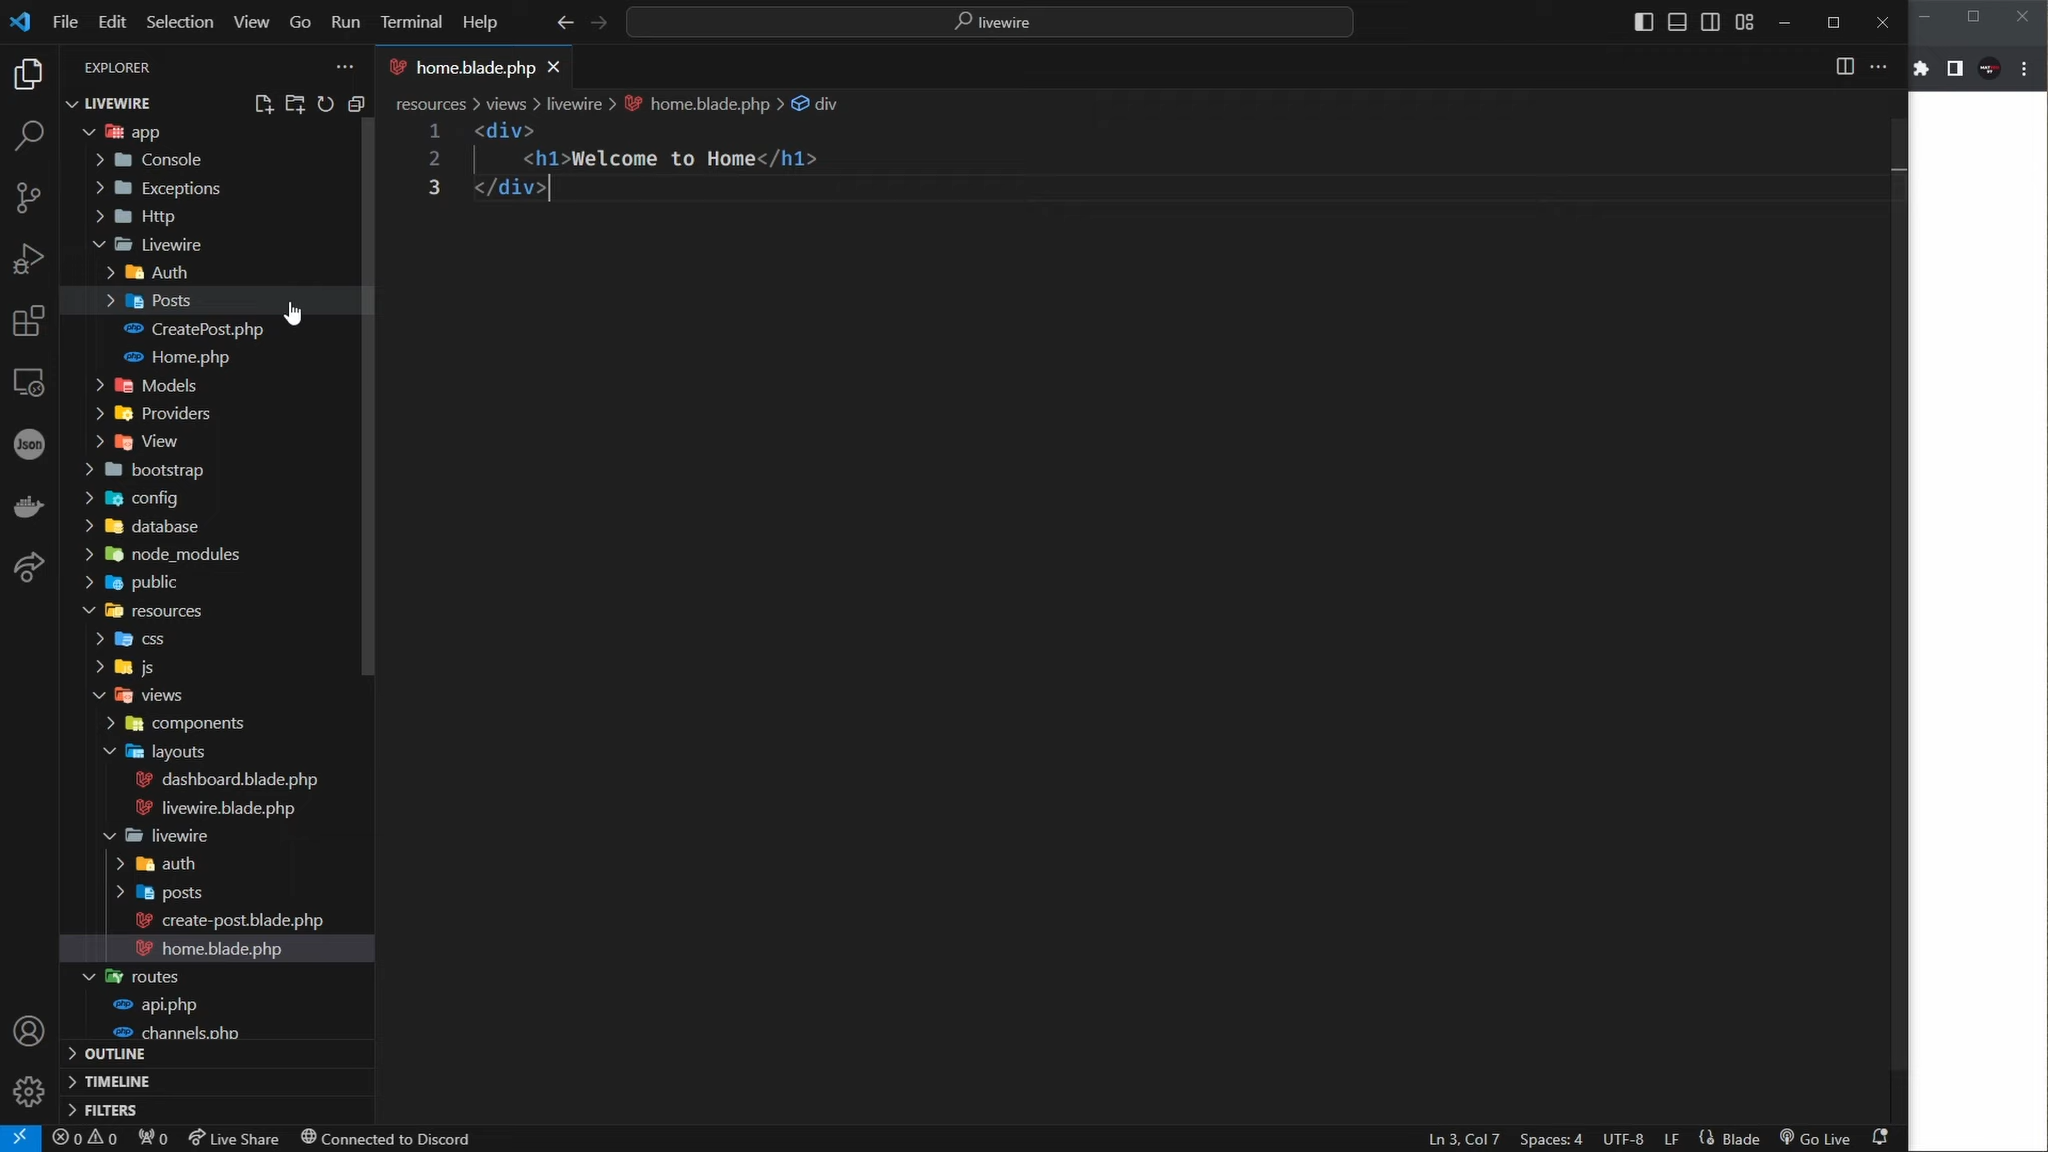 File Edit Selection View Go Run Terminal Help
livewire
EXPLORER
LIVEWIRE
app
Console
Exceptions
Http
Livewire
Auth
Posts
CreatePost.php
Home.php
Models
Providers
View
bootstrap
config
database
node_modules
public
resources
css
js
views
components
layouts
dashboard.blade.php
livewire.blade.php
livewire
auth
posts
create-post.blade.php
home.blade.php
routes
api.php
channels.php
OUTLINE
TIMELINE
FILTERS
home.blade.php
resources > views > livewire > home.blade.php > div
1 <div>
2 <h1>Welcome to Home</h1>
3 </div>
Json
0 0 0 Live Share Connected to Discord
Ln 3, Col 7 Spaces: 4 UTF-8 LF Blade Go Live